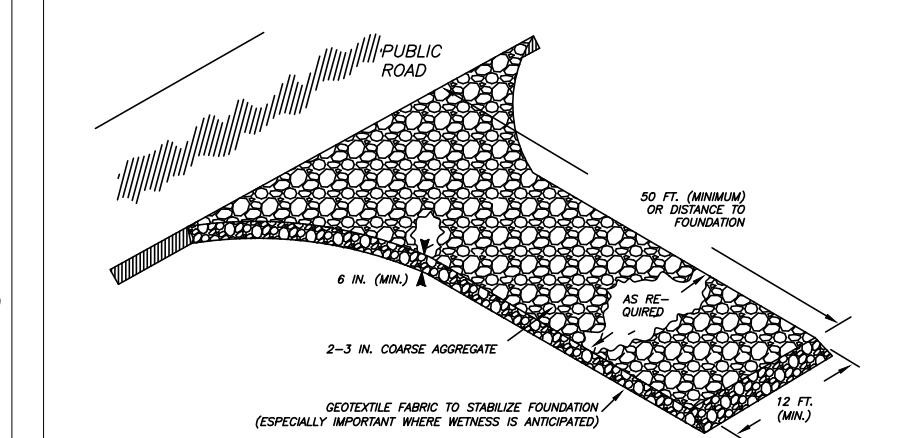 PUBLIC
ROAD
50 FT. (MINIMUM)
OR DISTANCE TO
FOUNDATION
6 IN. (MIN.)
AS RE-
QUIRED
2-3 IN. COARSE AGGREGATE
GEOTEXTILE FABRIC TO STABILIZE FOUNDATION
(ESPECIALLY IMPORTANT WHERE WETNESS IS ANTICIPATED)
12 FT.
(MIN.)